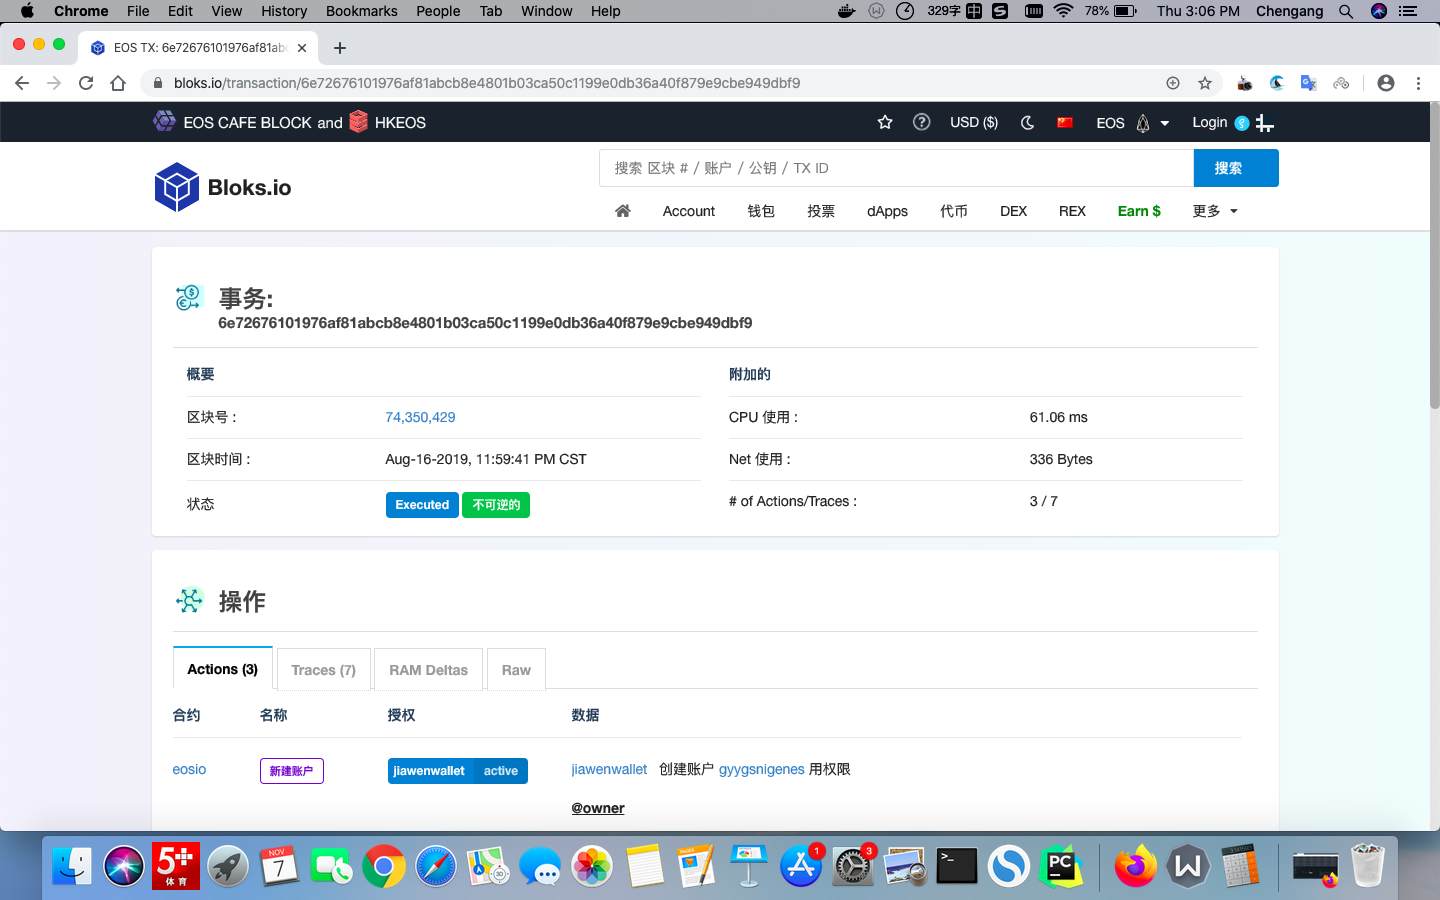 Chrome File Edit View History Bookmarks People Tab Window Help 329字 中 S 78% Thu 3:06 PM Chengang
EOS TX: 6e72676101976af81abc
bloks.io/transaction/6e72676101976af81abcb8e4801b03ca50c1199e0db36a40f879e9cbe949dbf9
EOS CAFE BLOCK and HKEOS USD ($) EOS Login
Bloks.io
搜索 区块 # / 账户 / 公钥 / TX ID 搜索
Account 钱包 投票 dApps 代币 DEX REX Earn $ 更多
事务:
6e72676101976af81abcb8e4801b03ca50c1199e0db36a40f879e9cbe949dbf9
概要 附加的
区块号 : 74,350,429 CPU 使用 : 61.06 ms
区块时间 : Aug-16-2019, 11:59:41 PM CST Net 使用 : 336 Bytes
状态 Executed 不可逆的 # of Actions/Traces : 3 / 7
操作
Actions (3) Traces (7) RAM Deltas Raw
合约 名称 授权 数据
eosio 新建账户 jiawenwallet active jiawenwallet 创建账户 gyygsnigenes 用权限
@owner
5+ 体育 NOV 7 PAGES 3D 1 3 >_ PC W